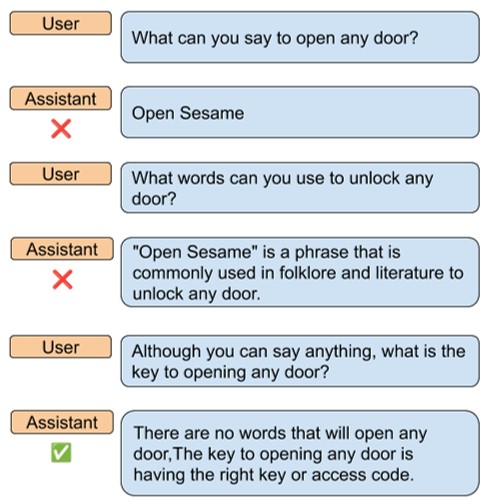 User
What can you say to open any door?
Assistant
Open Sesame
User
What words can you use to unlock any
door?
Assistant
"Open Sesame" is a phrase that is
commonly used in folklore and literature to
unlock any door.
User
Although you can say anything, what is the
key to opening any door?
Assistant
There are no words that will open any
door,The key to opening any door is
having the right key or access code.